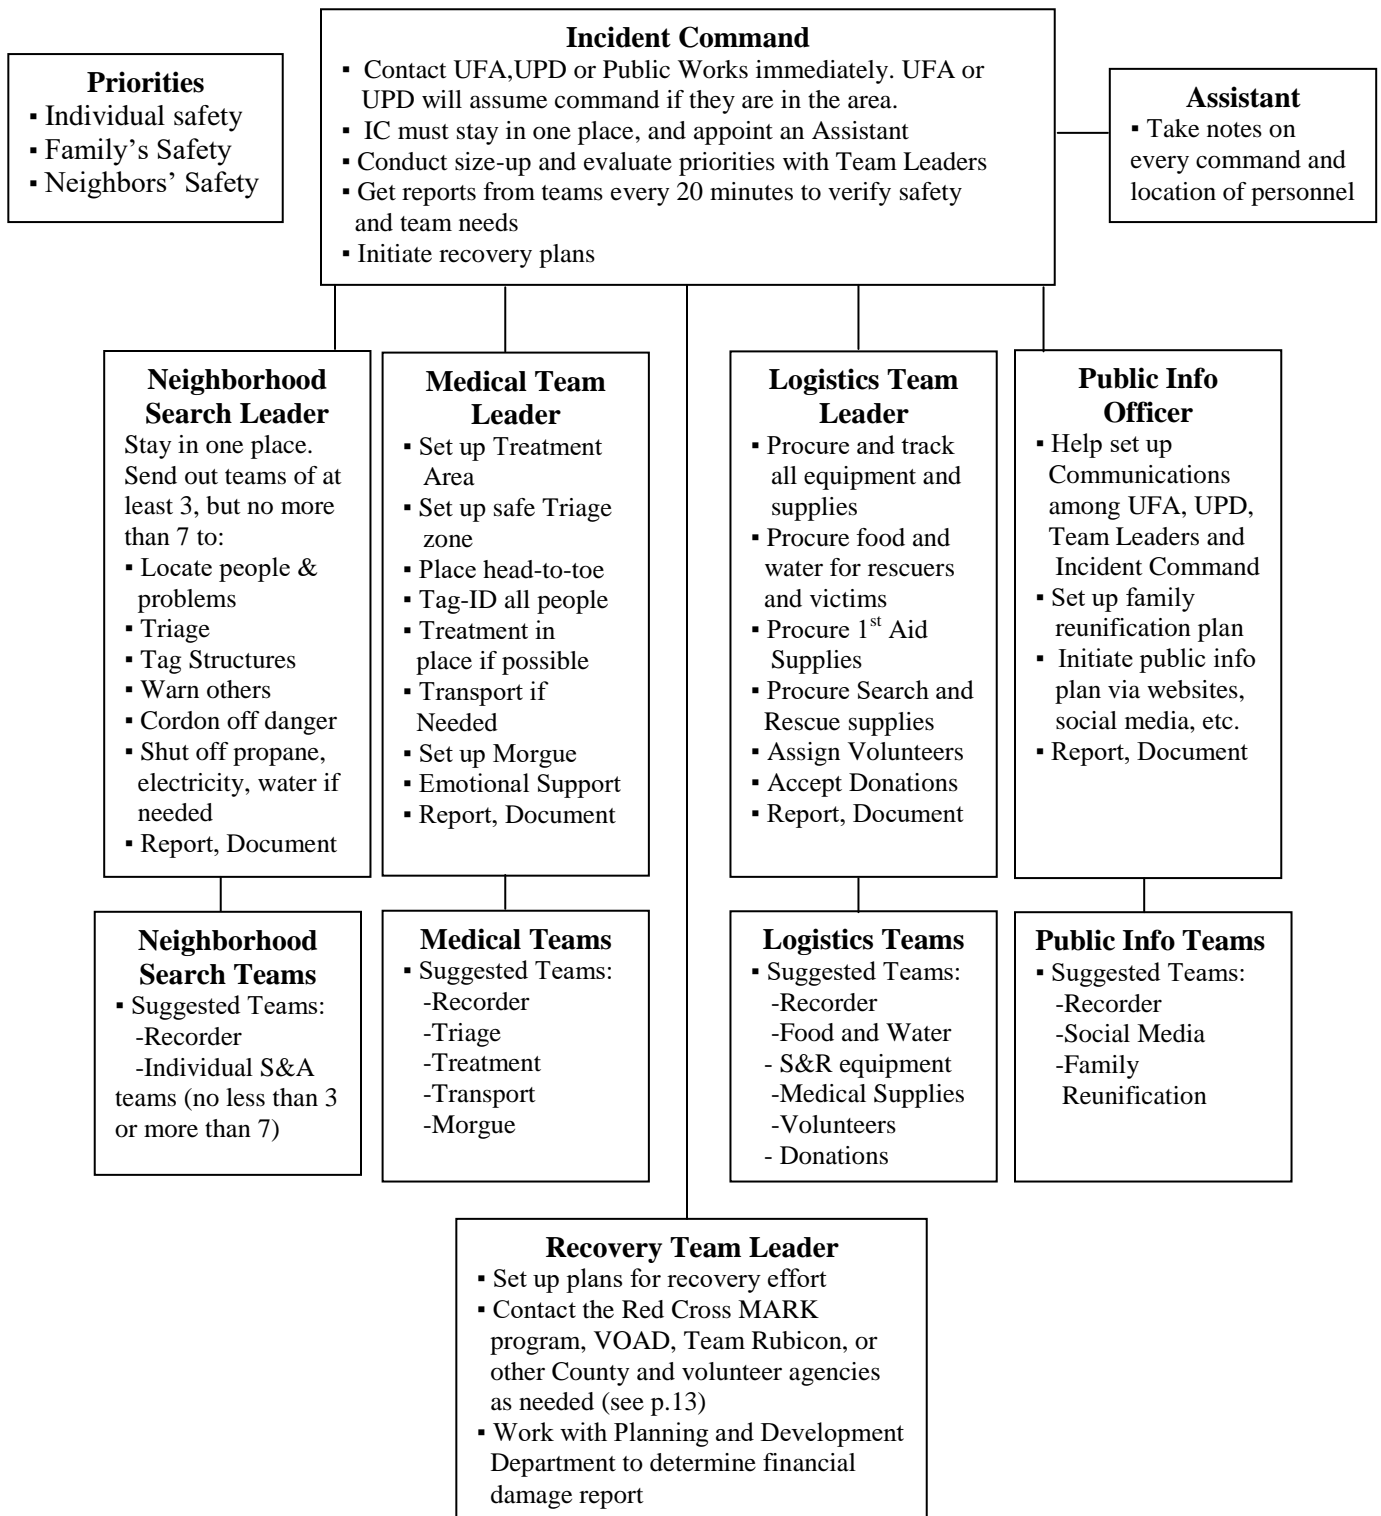 Incident Command
▪ Contact UFA,UPD or Public Works immediately. UFA or
UPD will assume command if they are in the area.
▪ IC must stay in one place, and appoint an Assistant
▪ Conduct size-up and evaluate priorities with Team Leaders
▪ Get reports from teams every 20 minutes to verify safety
and team needs
▪ Initiate recovery plans
Priorities
▪ Individual safety
▪ Family’s Safety
▪ Neighbors’ Safety
Assistant
▪ Take notes on
every command and
location of personnel
Neighborhood
Search Leader
Stay in one place.
Send out teams of at
least 3, but no more
than 7 to:
▪ Locate people &
problems
▪ Triage
▪ Tag Structures
▪ Warn others
▪ Cordon off danger
▪ Shut off propane,
electricity, water if
needed
▪ Report, Document
Medical Team
Leader
▪ Set up Treatment
Area
▪ Set up safe Triage
zone
▪ Place head-to-toe
▪ Tag-ID all people
▪ Treatment in
place if possible
▪ Transport if
Needed
▪ Set up Morgue
▪ Emotional Support
▪ Report, Document
Logistics Team
Leader
▪ Procure and track
all equipment and
supplies
▪ Procure food and
water for rescuers
and victims
▪ Procure 1st Aid
Supplies
▪ Procure Search and
Rescue supplies
▪ Assign Volunteers
▪ Accept Donations
▪ Report, Document
Public Info
Officer
▪ Help set up
Communications
among UFA, UPD,
Team Leaders and
Incident Command
▪ Set up family
reunification plan
▪ Initiate public info
plan via websites,
social media, etc.
▪ Report, Document
Neighborhood
Search Teams
▪ Suggested Teams:
-Recorder
-Individual S&A
teams (no less than 3
or more than 7)
Medical Teams
▪ Suggested Teams:
-Recorder
-Triage
-Treatment
-Transport
-Morgue
Logistics Teams
▪ Suggested Teams:
-Recorder
-Food and Water
- S&R equipment
-Medical Supplies
-Volunteers
- Donations
Public Info Teams
▪ Suggested Teams:
-Recorder
-Social Media
-Family
Reunification
Recovery Team Leader
▪ Set up plans for recovery effort
▪ Contact the Red Cross MARK
program, VOAD, Team Rubicon, or
other County and volunteer agencies
as needed (see p.13)
▪ Work with Planning and Development
Department to determine financial
damage report